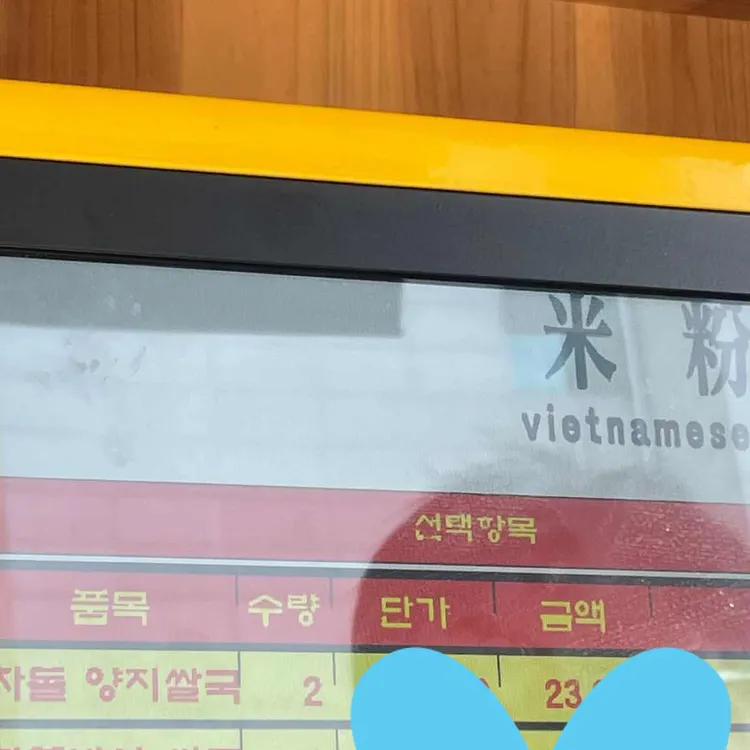 米 粉
vietnamese
선택항목
품목 수량 단가 금액
차돌 양지쌀국 2 23